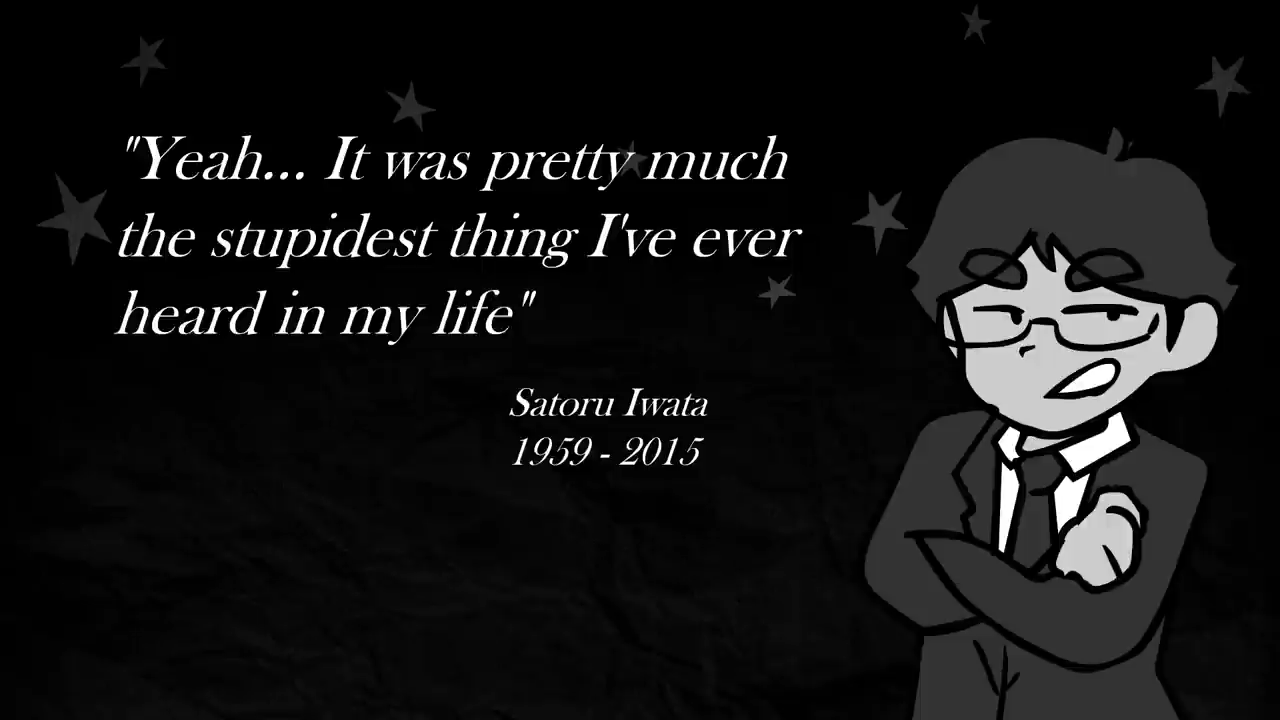 "Yeah... It was pretty much
the stupidest thing I've ever
heard in my life"
Satoru Iwata
1959 - 2015